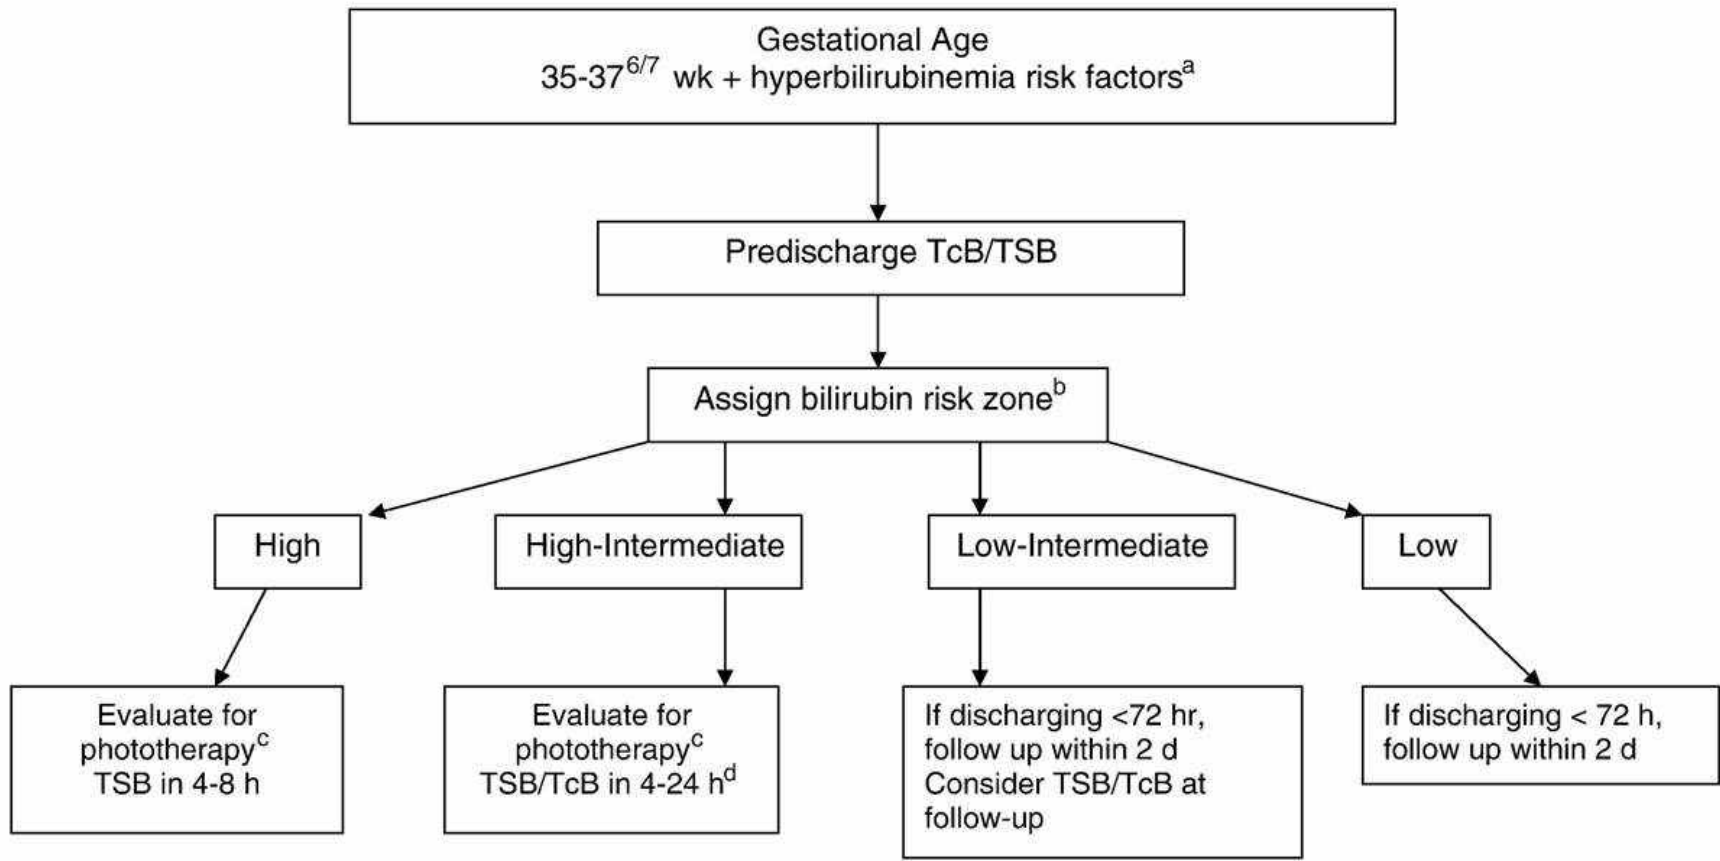 Gestational Age
35-37^6/7 wk + hyperbilirubinemia risk factors^a
Predischarge TcB/TSB
Assign bilirubin risk zone^b
High
High-Intermediate
Low-Intermediate
Low
Evaluate for
phototherapy^c
TSB in 4-8 h
Evaluate for
phototherapy^c
TSB/TcB in 4-24 h^d
If discharging <72 hr,
follow up within 2 d
Consider TSB/TcB at
follow-up
If discharging < 72 h,
follow up within 2 d